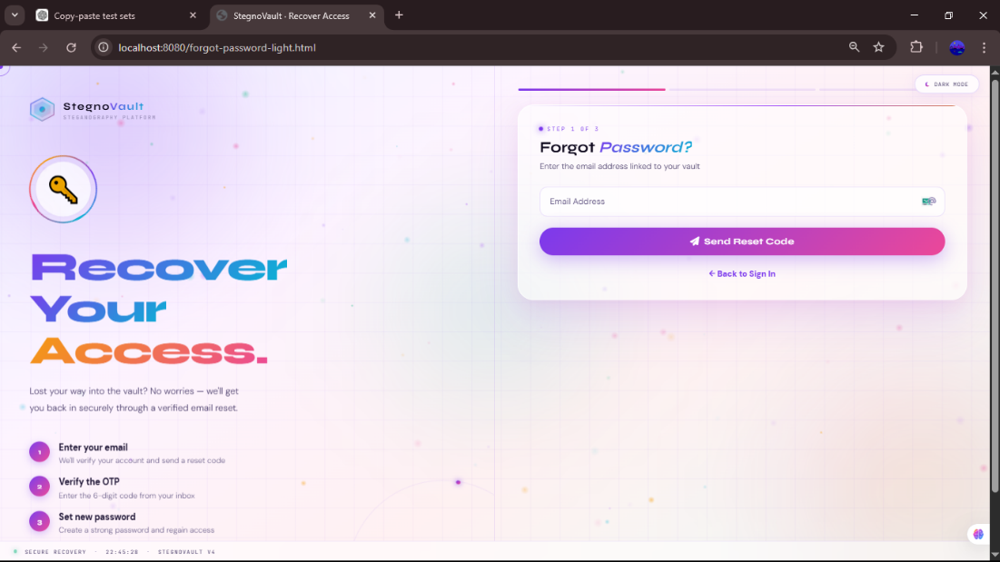 Copy-paste test sets
StegnoVault - Recover Access
localhost:8080/forgot-password-light.html
DARK MODE
StegnoVault
STEGANOGRAPHY PLATFORM
Recover
Your
Access.
Lost your way into the vault? No worries — we'll get
you back in securely through a verified email reset.
1
Enter your email
We'll verify your account and send a reset code
2
Verify the OTP
Enter the 6-digit code from your inbox
3
Set new password
Create a strong password and regain access
STEP 1 OF 3
Forgot Password?
Enter the email address linked to your vault
Email Address
Send Reset Code
← Back to Sign In
SECURE RECOVERY · 22:45:28 · STEGNOVAULT V4